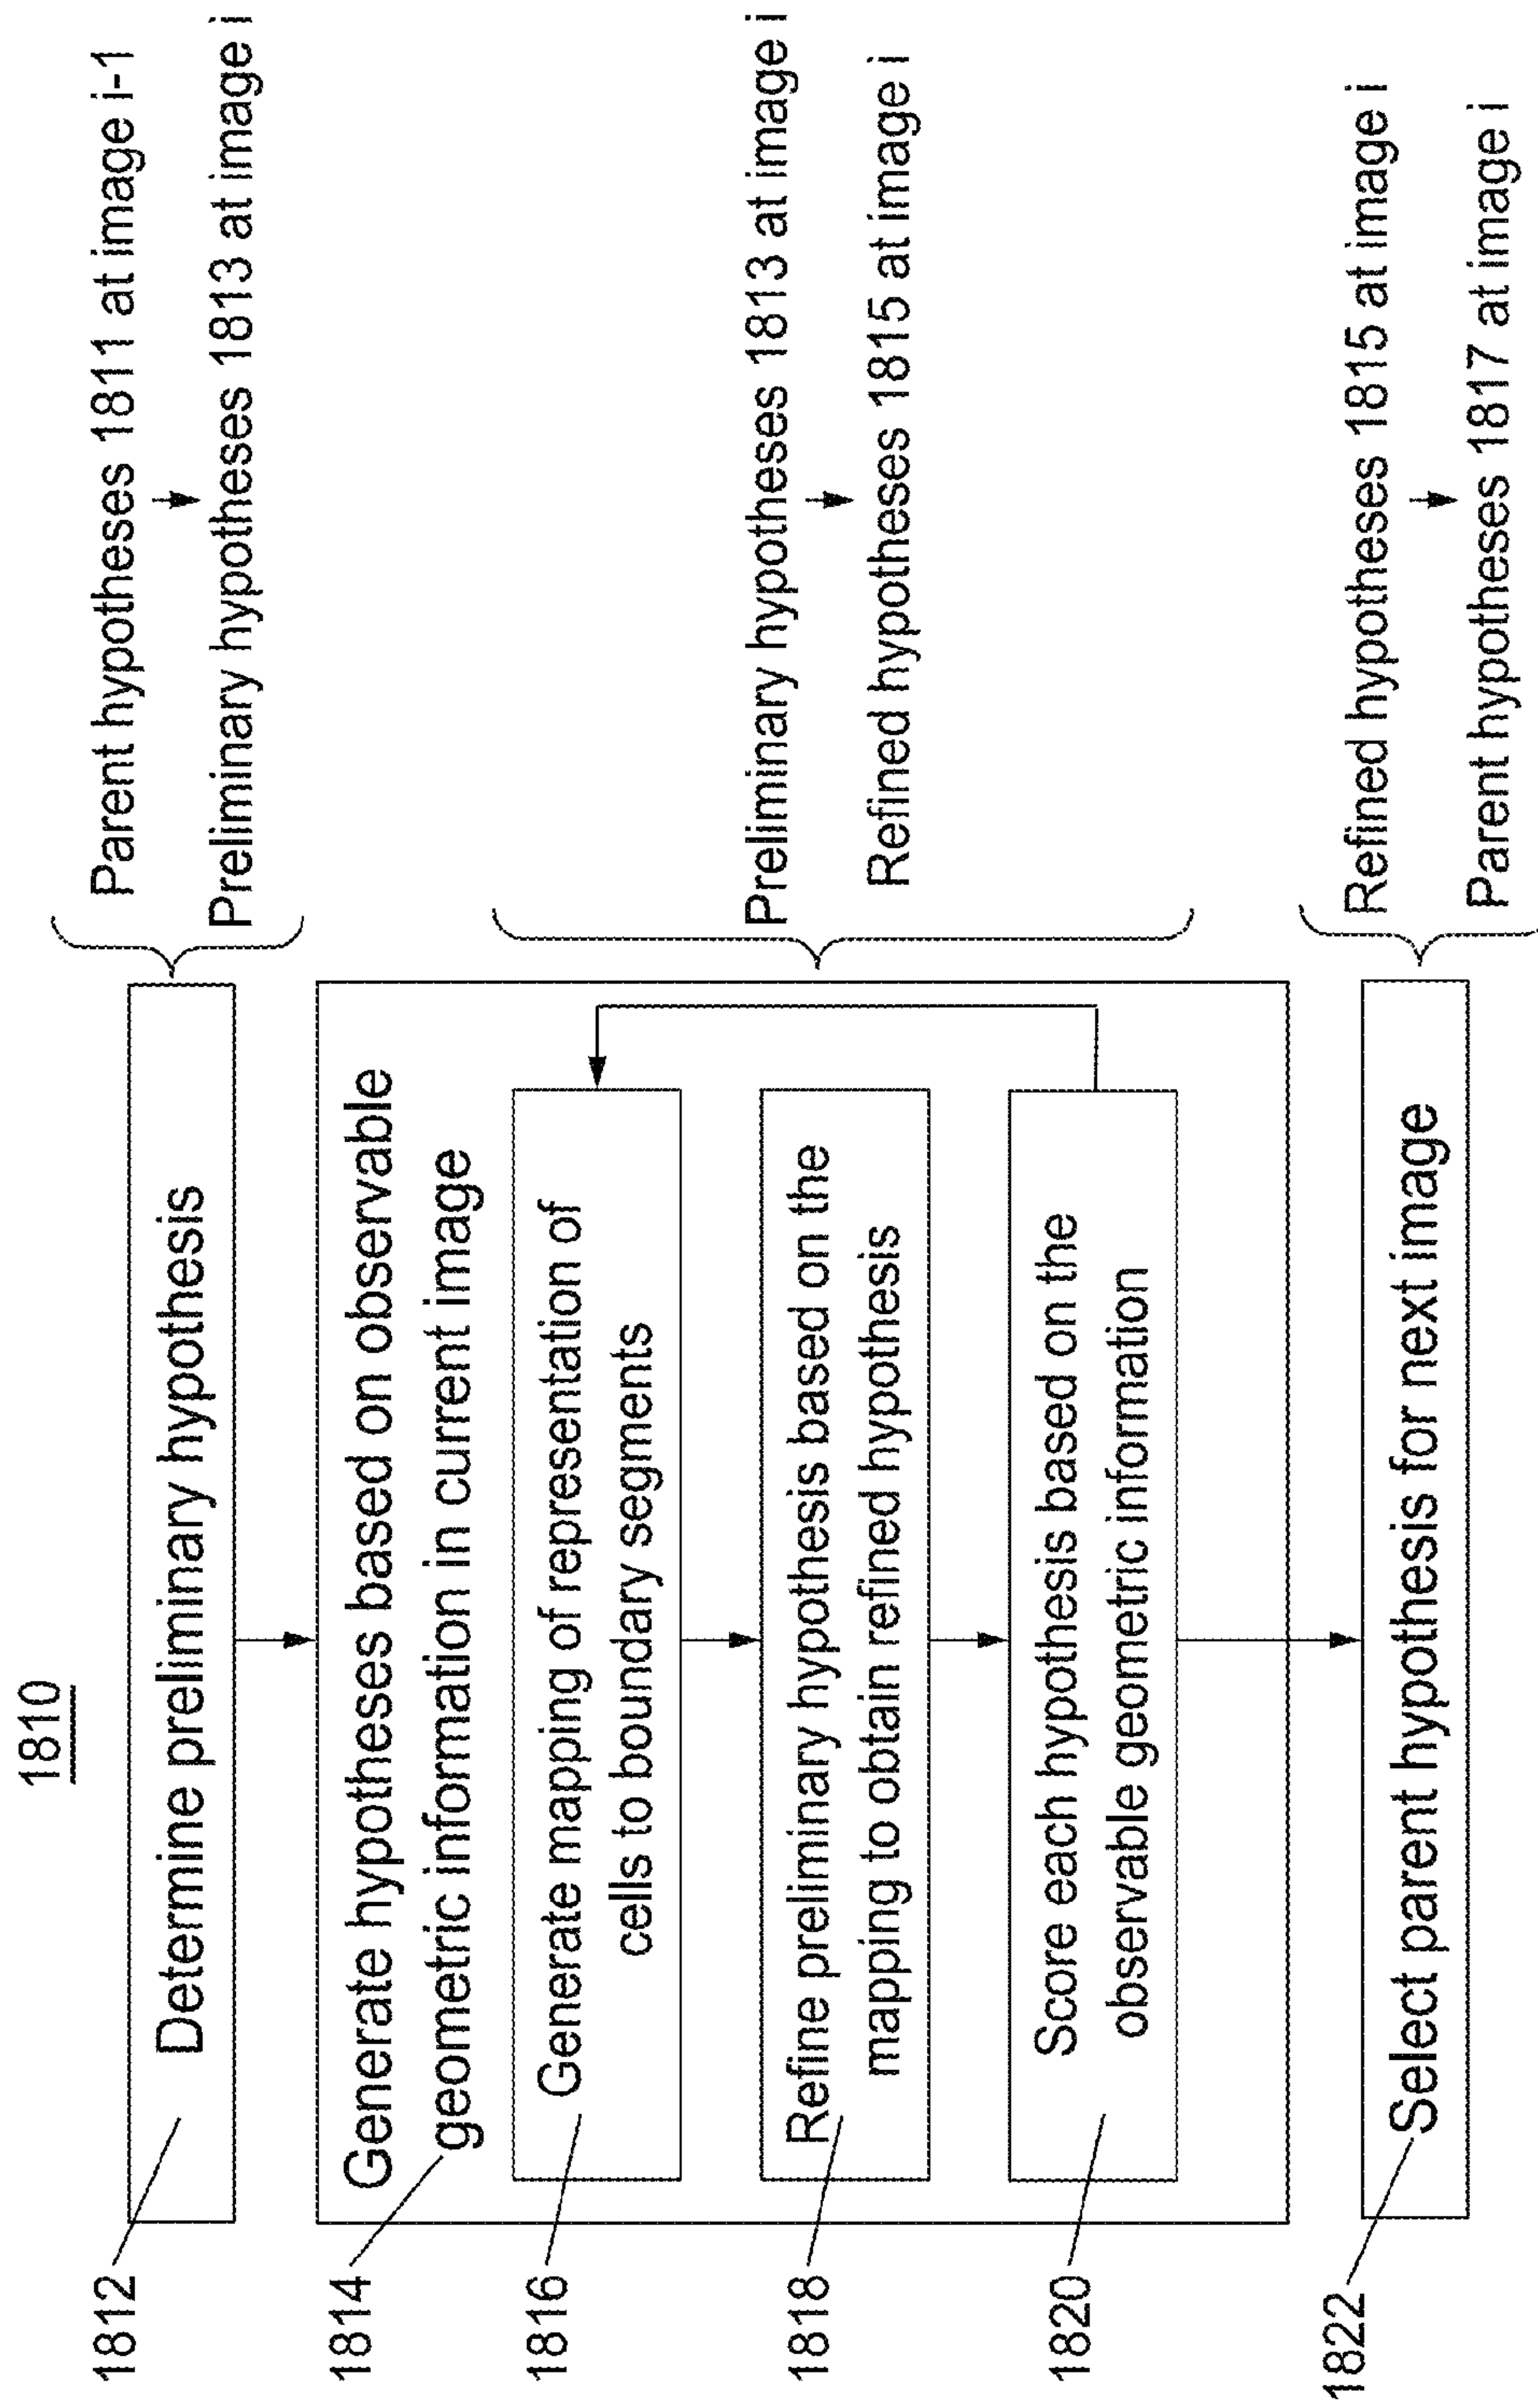 1810
1812
Determine preliminary hypothesis
Parent hypotheses 1811 at image i-1
Preliminary hypotheses 1813 at image i
1814
Generate hypotheses based on observable
geometric information in current image
1816
Generate mapping of representation of
cells to boundary segments
1818
Refine preliminary hypothesis based on the
mapping to obtain refined hypothesis
1820
Score each hypothesis based on the
observable geometric information
Preliminary hypotheses 1813 at image i
Refined hypotheses 1815 at image i
1822
Select parent hypothesis for next image
Refined hypotheses 1815 at image i
Parent hypotheses 1817 at image i